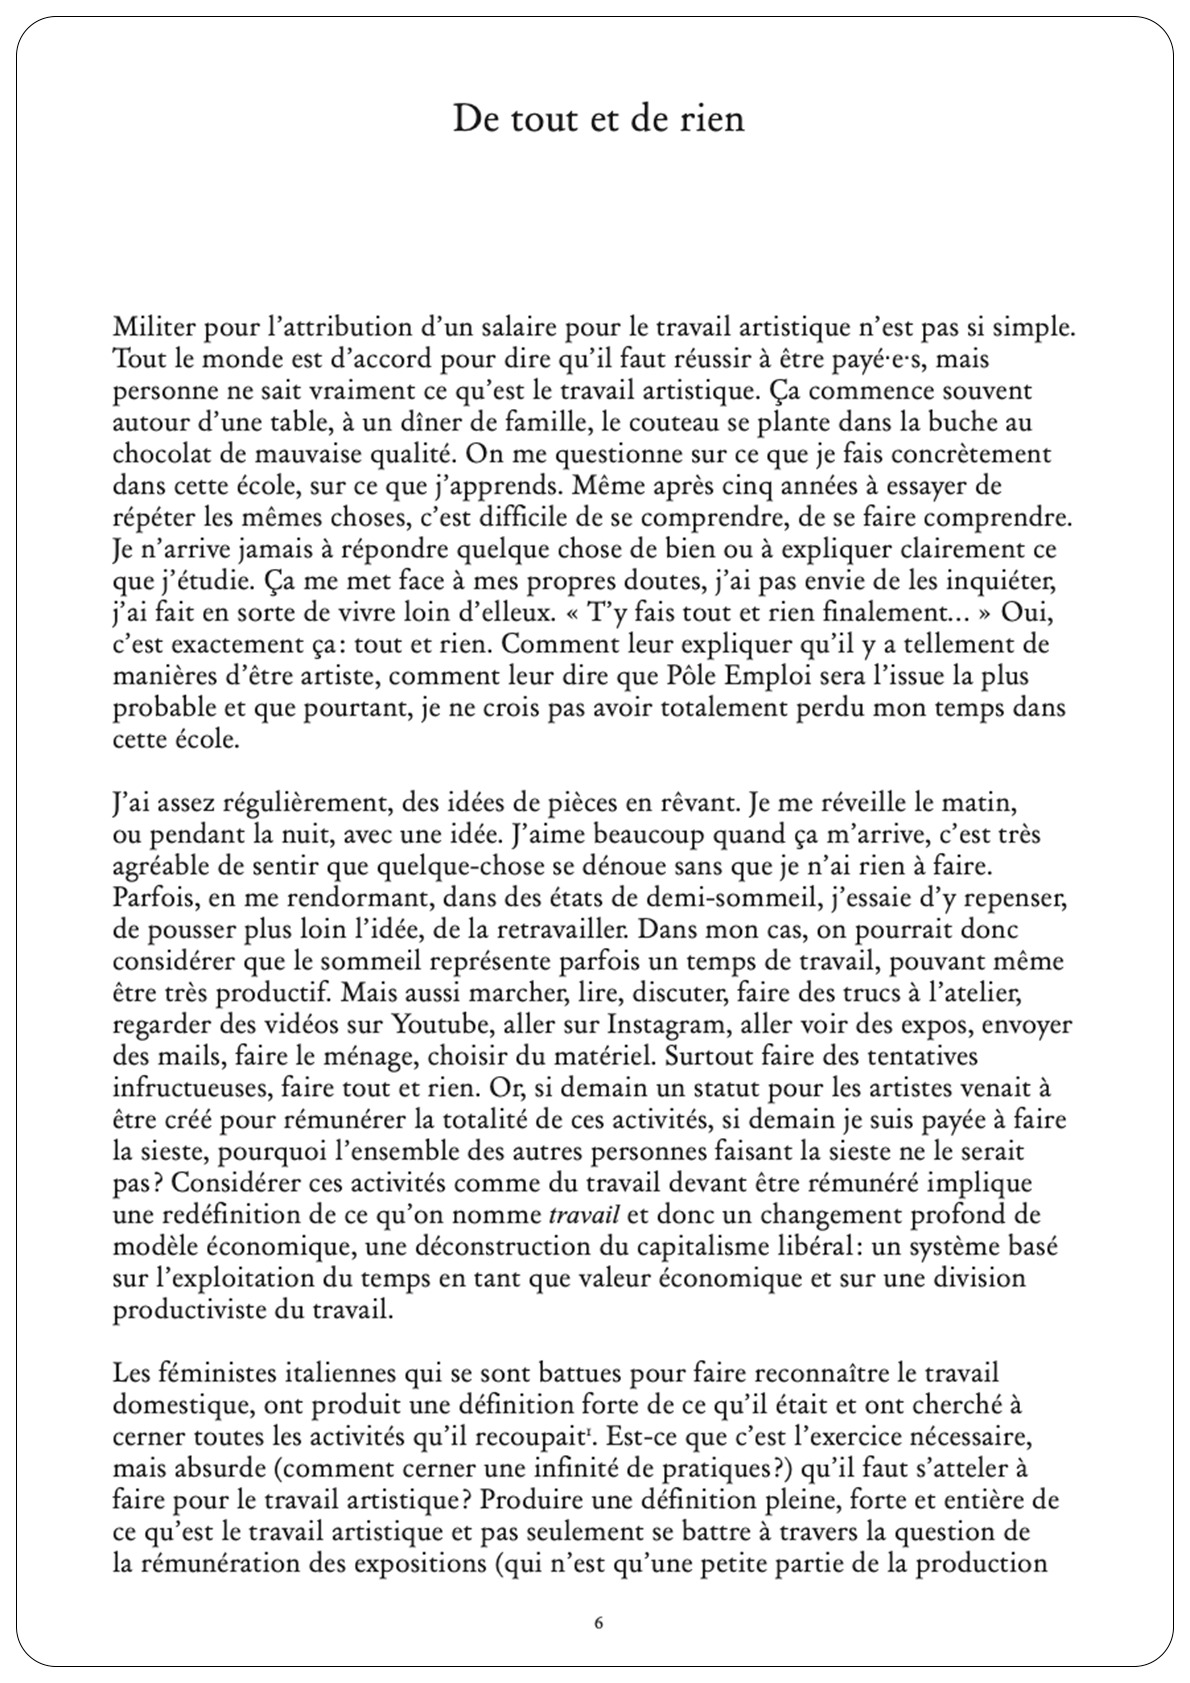 De tout et de rien
Militer pour l’attribution d’un salaire pour le travail artistique n’est pas si simple.
Tout le monde est d’accord pour dire qu’il faut réussir à être payé·e·s, mais
personne ne sait vraiment ce qu’est le travail artistique. Ça commence souvent
autour d’une table, à un dîner de famille, le couteau se plante dans la buche au
chocolat de mauvaise qualité. On me questionne sur ce que je fais concrètement
dans cette école, sur ce que j’apprends. Même après cinq années à essayer de
répéter les mêmes choses, c’est difficile de se comprendre, de se faire comprendre.
Je n’arrive jamais à répondre quelque chose de bien ou à expliquer clairement ce
que j’étudie. Ça me met face à mes propres doutes, j’ai pas envie de les inquiéter,
j’ai fait en sorte de vivre loin d’elleux. « T’y fais tout et rien finalement... » Oui,
c’est exactement ça : tout et rien. Comment leur expliquer qu’il y a tellement de
manières d’être artiste, comment leur dire que Pôle Emploi sera l’issue la plus
probable et que pourtant, je ne crois pas avoir totalement perdu mon temps dans
cette école.
J’ai assez régulièrement, des idées de pièces en rêvant. Je me réveille le matin,
ou pendant la nuit, avec une idée. J’aime beaucoup quand ça m’arrive, c’est très
agréable de sentir que quelque-chose se dénoue sans que je n’ai rien à faire.
Parfois, en me rendormant, dans des états de demi-sommeil, j’essaie d’y repenser,
de pousser plus loin l’idée, de la retravailler. Dans mon cas, on pourrait donc
considérer que le sommeil représente parfois un temps de travail, pouvant même
être très productif. Mais aussi marcher, lire, discuter, faire des trucs à l’atelier,
regarder des vidéos sur Youtube, aller sur Instagram, aller voir des expos, envoyer
des mails, faire le ménage, choisir du matériel. Surtout faire des tentatives
infructueuses, faire tout et rien. Or, si demain un statut pour les artistes venait à
être créé pour rémunérer la totalité de ces activités, si demain je suis payée à faire
la sieste, pourquoi l’ensemble des autres personnes faisant la sieste ne le serait
pas ? Considérer ces activités comme du travail devant être rémunéré implique
une redéfinition de ce qu’on nomme travail et donc un changement profond de
modèle économique, une déconstruction du capitalisme libéral : un système basé
sur l’exploitation du temps en tant que valeur économique et sur une division
productiviste du travail.
Les féministes italiennes qui se sont battues pour faire reconnaître le travail
domestique, ont produit une définition forte de ce qu’il était et ont cherché à
cerner toutes les activités qu’il recoupait¹. Est-ce que c’est l’exercice nécessaire,
mais absurde (comment cerner une infinité de pratiques ?) qu’il faut s’atteler à
faire pour le travail artistique ? Produire une définition pleine, forte et entière de
ce qu’est le travail artistique et pas seulement se battre à travers la question de
la rémunération des expositions (qui n’est qu’une petite partie de la production
6